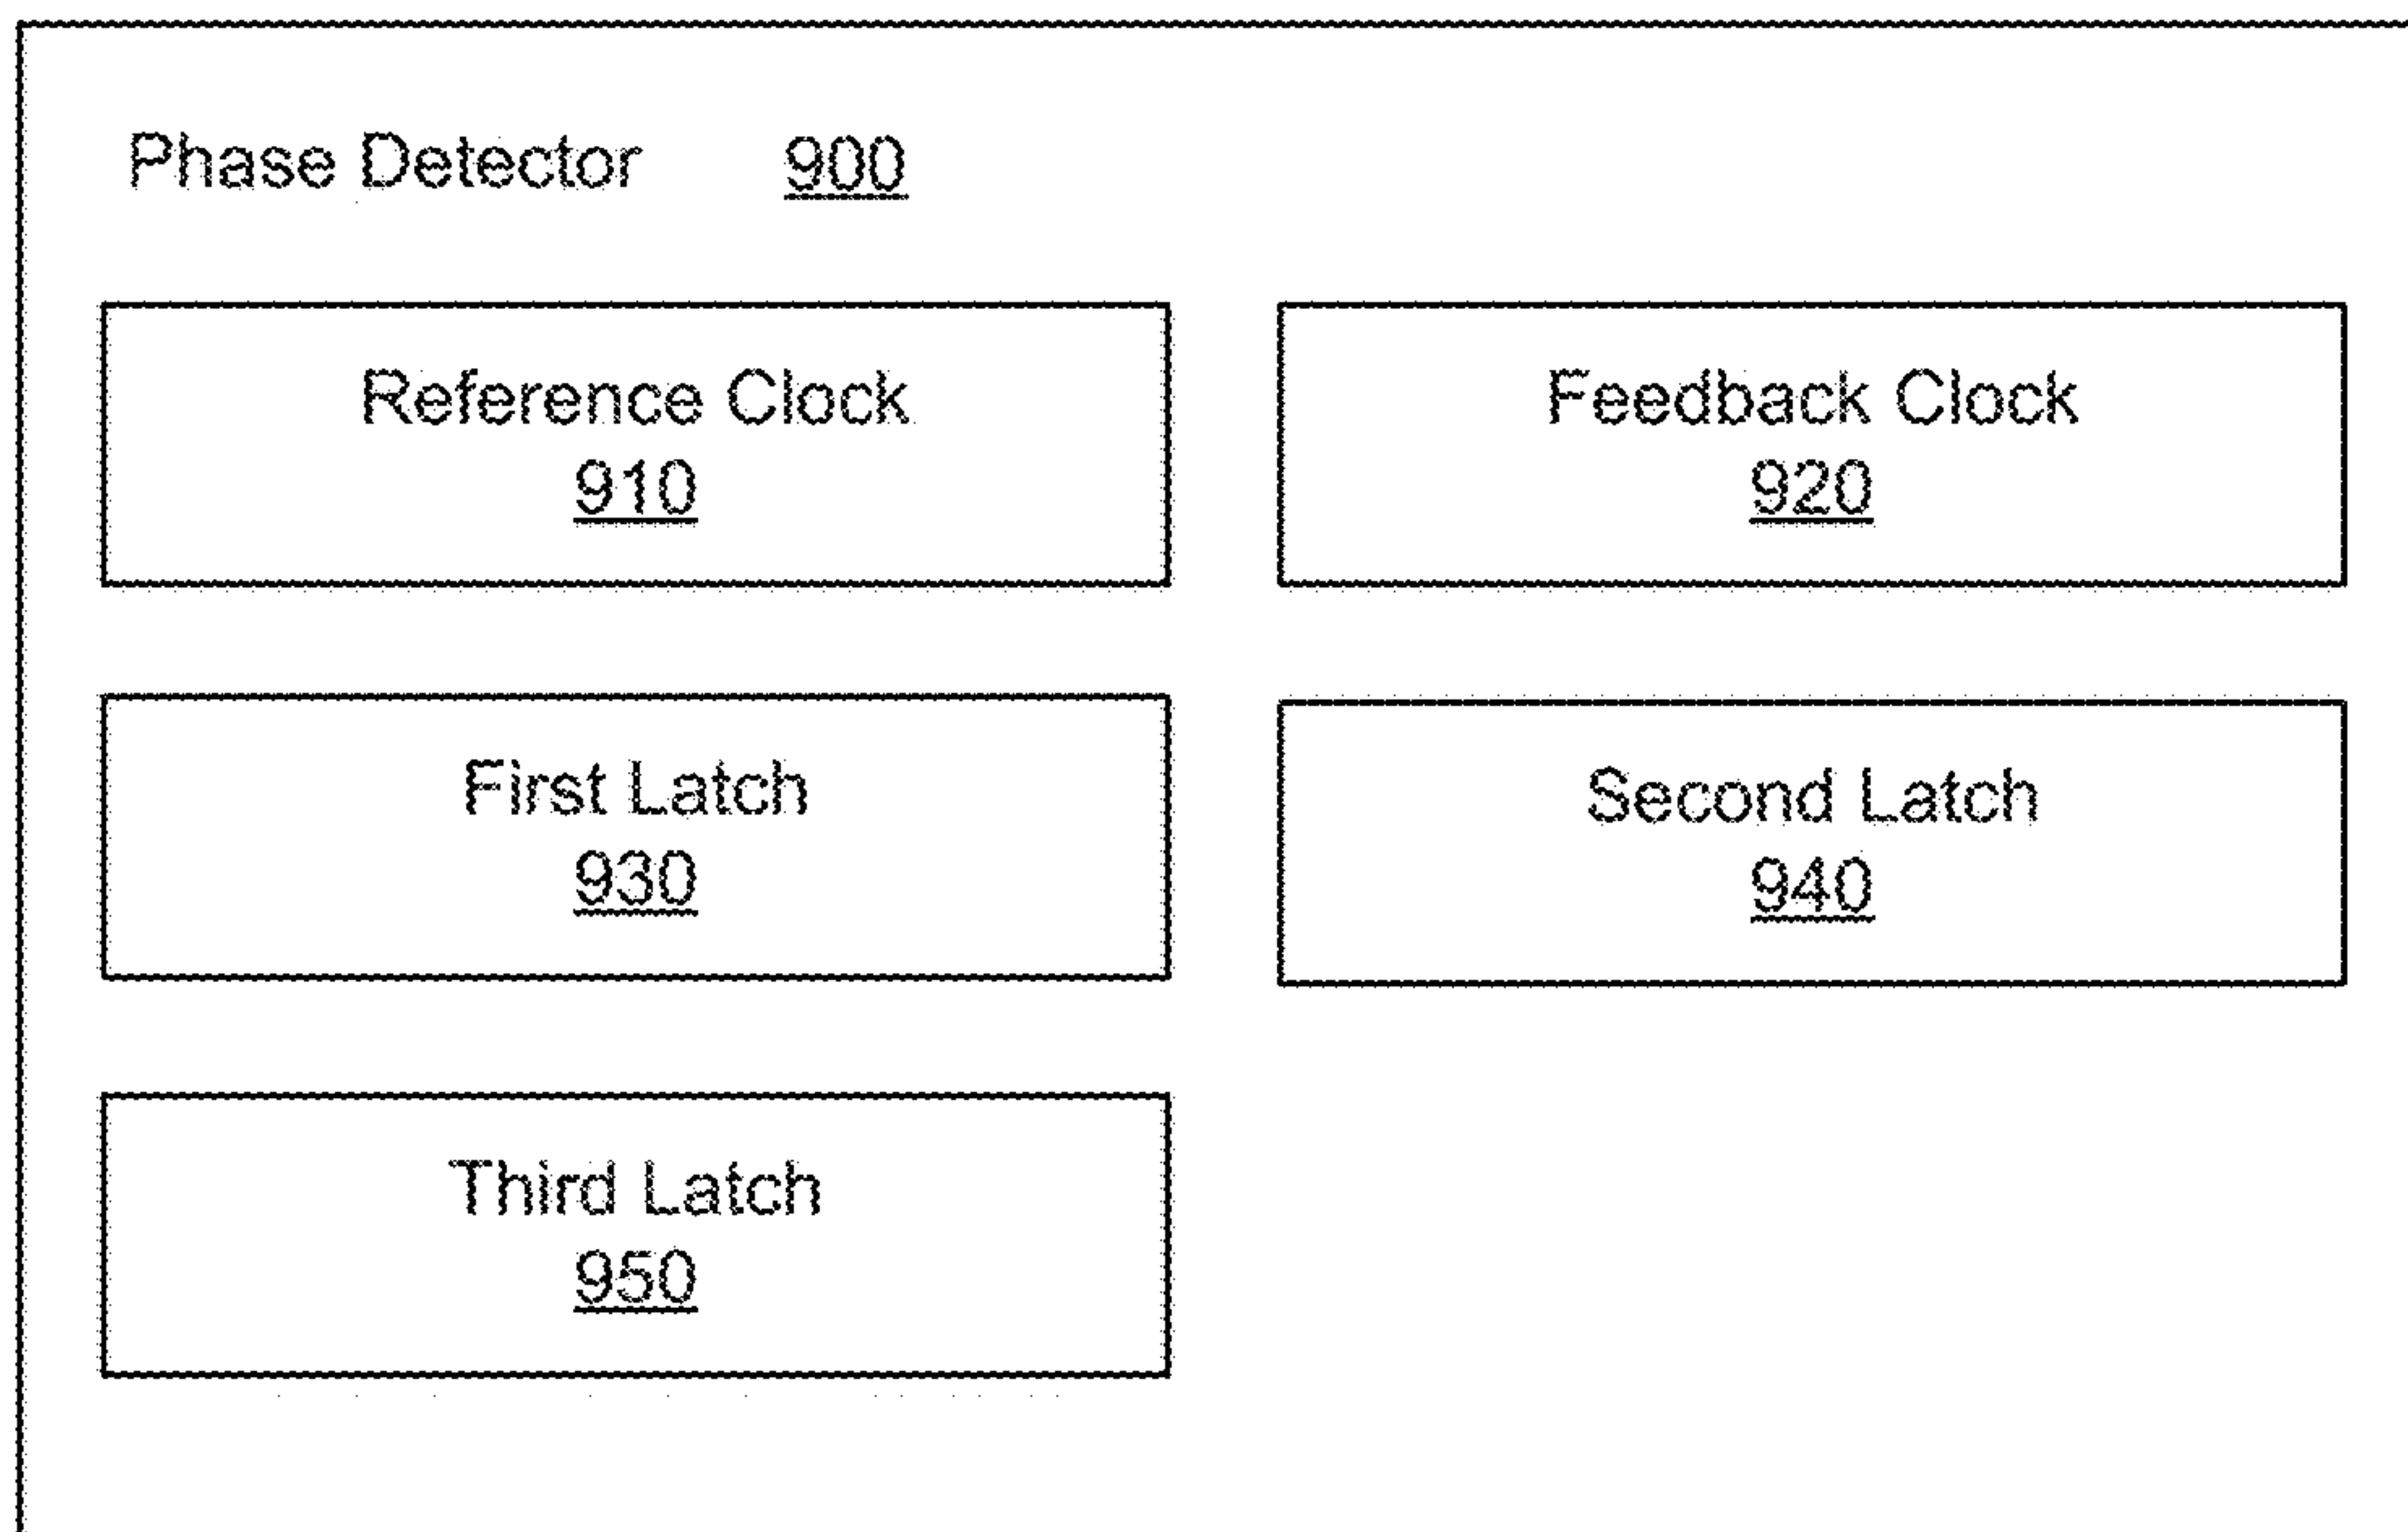 Phase Detector 900
Reference Clock
910
Feedback Clock
920
First Latch
930
Second Latch
940
Third Latch
950